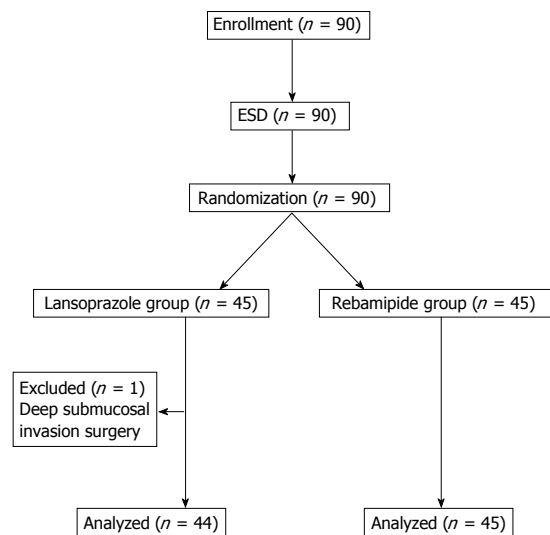 Enrollment (n = 90)
ESD (n = 90)
Randomization (n = 90)
Lansoprazole group (n = 45)
Rebamipide group (n = 45)
Excluded (n = 1)
Deep submucosal
invasion surgery
Analyzed (n = 44)
Analyzed (n = 45)